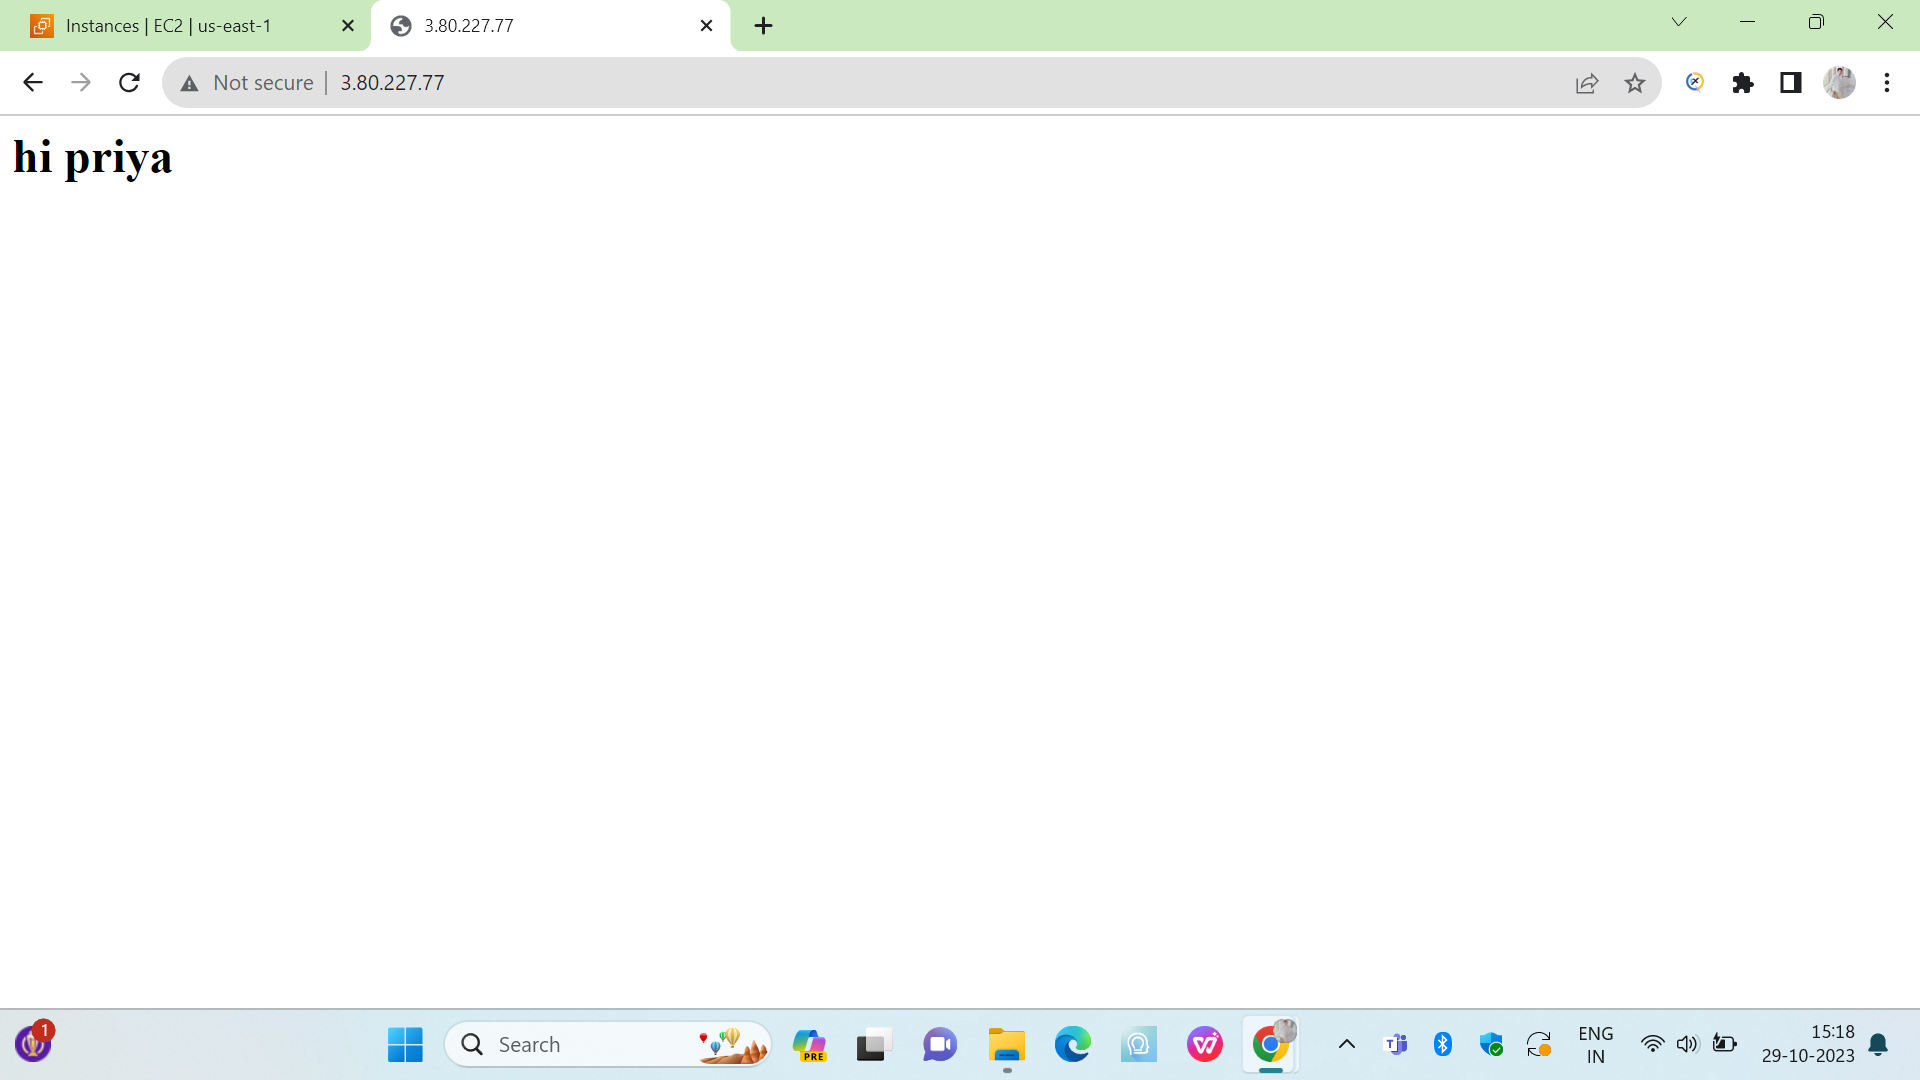 Instances | EC2 | us-east-1
3.80.227.77
Not secure | 3.80.227.77
hi priya
1
Search
PRE
ENG
IN
15:18
29-10-2023